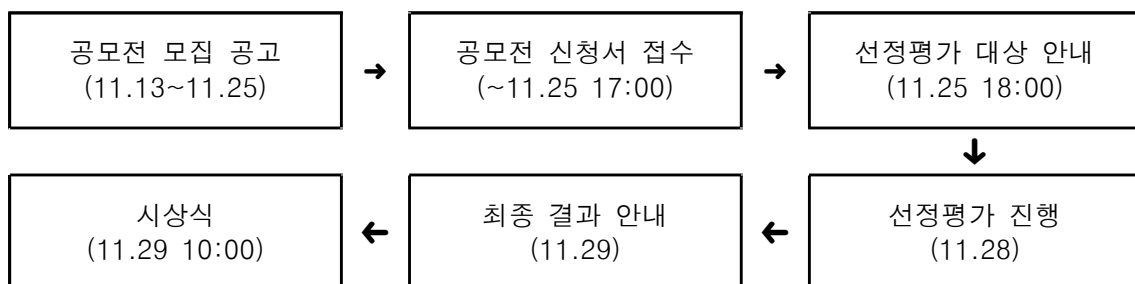 공모전 모집 공고
(11.13~11.25)
➜
공모전 신청서 접수
(~11.25 17:00)
➜
선정평가 대상 안내
(11.25 18:00)
↓
선정평가 진행
(11.28)
←
최종 결과 안내
(11.29)
←
시상식
(11.29 10:00)